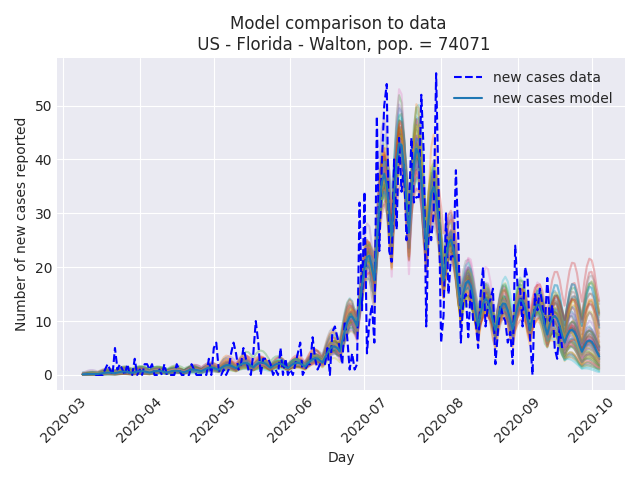 Model comparison to data
US - Florida - Walton, pop. = 74071
new cases data
new cases model
Number of new cases reported
50
40
30
20
10
0
2020-03
2020-04
2020-05
2020-06
2020-07
2020-08
2020-09
2020-10
Day